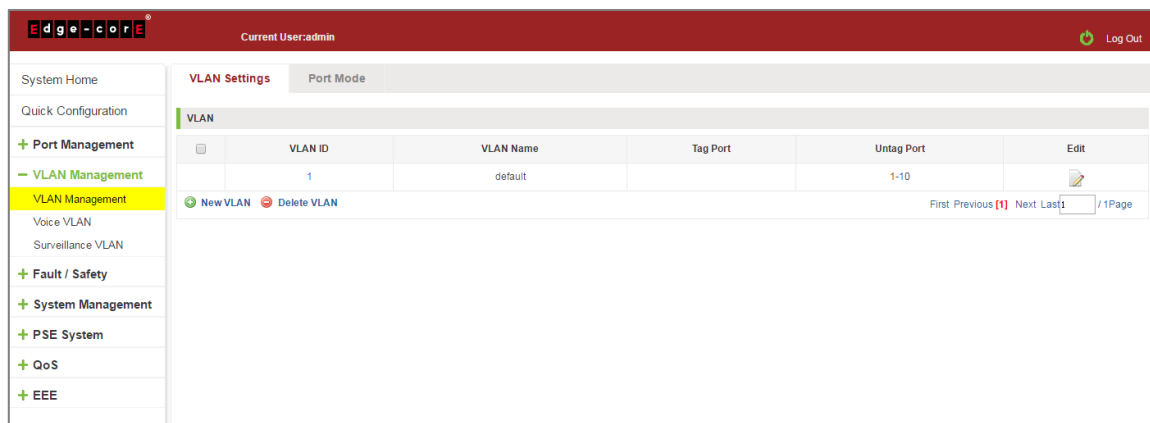 Edge-corE®
Current User:admin
Log Out
System Home
Quick Configuration
+ Port Management
− VLAN Management
VLAN Management
Voice VLAN
Surveillance VLAN
+ Fault / Safety
+ System Management
+ PSE System
+ QoS
+ EEE
VLAN Settings Port Mode
VLAN
VLAN ID VLAN Name Tag Port Untag Port Edit
1 default 1-10
New VLAN Delete VLAN First Previous [1] Next Last 1 / 1Page